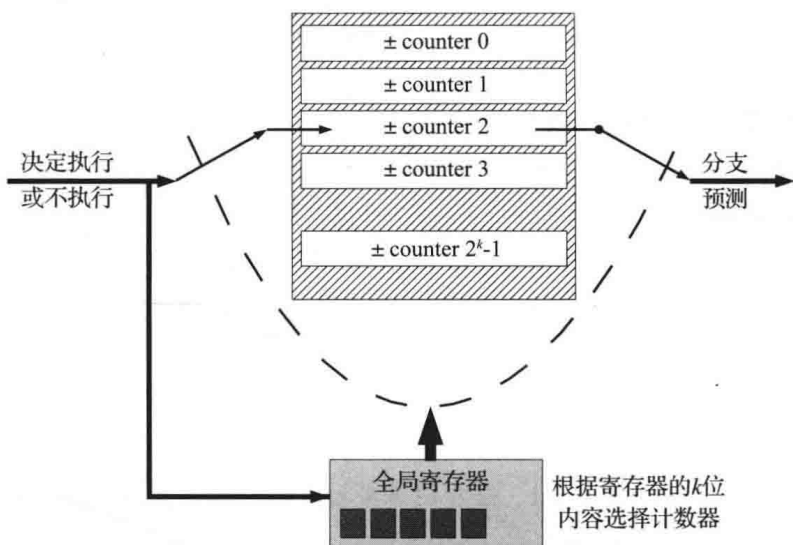 ± counter 0
± counter 1
± counter 2
± counter 3
± counter 2ᵏ-1
决定执行
或不执行
分支
预测
全局寄存器
根据寄存器的k位
内容选择计数器